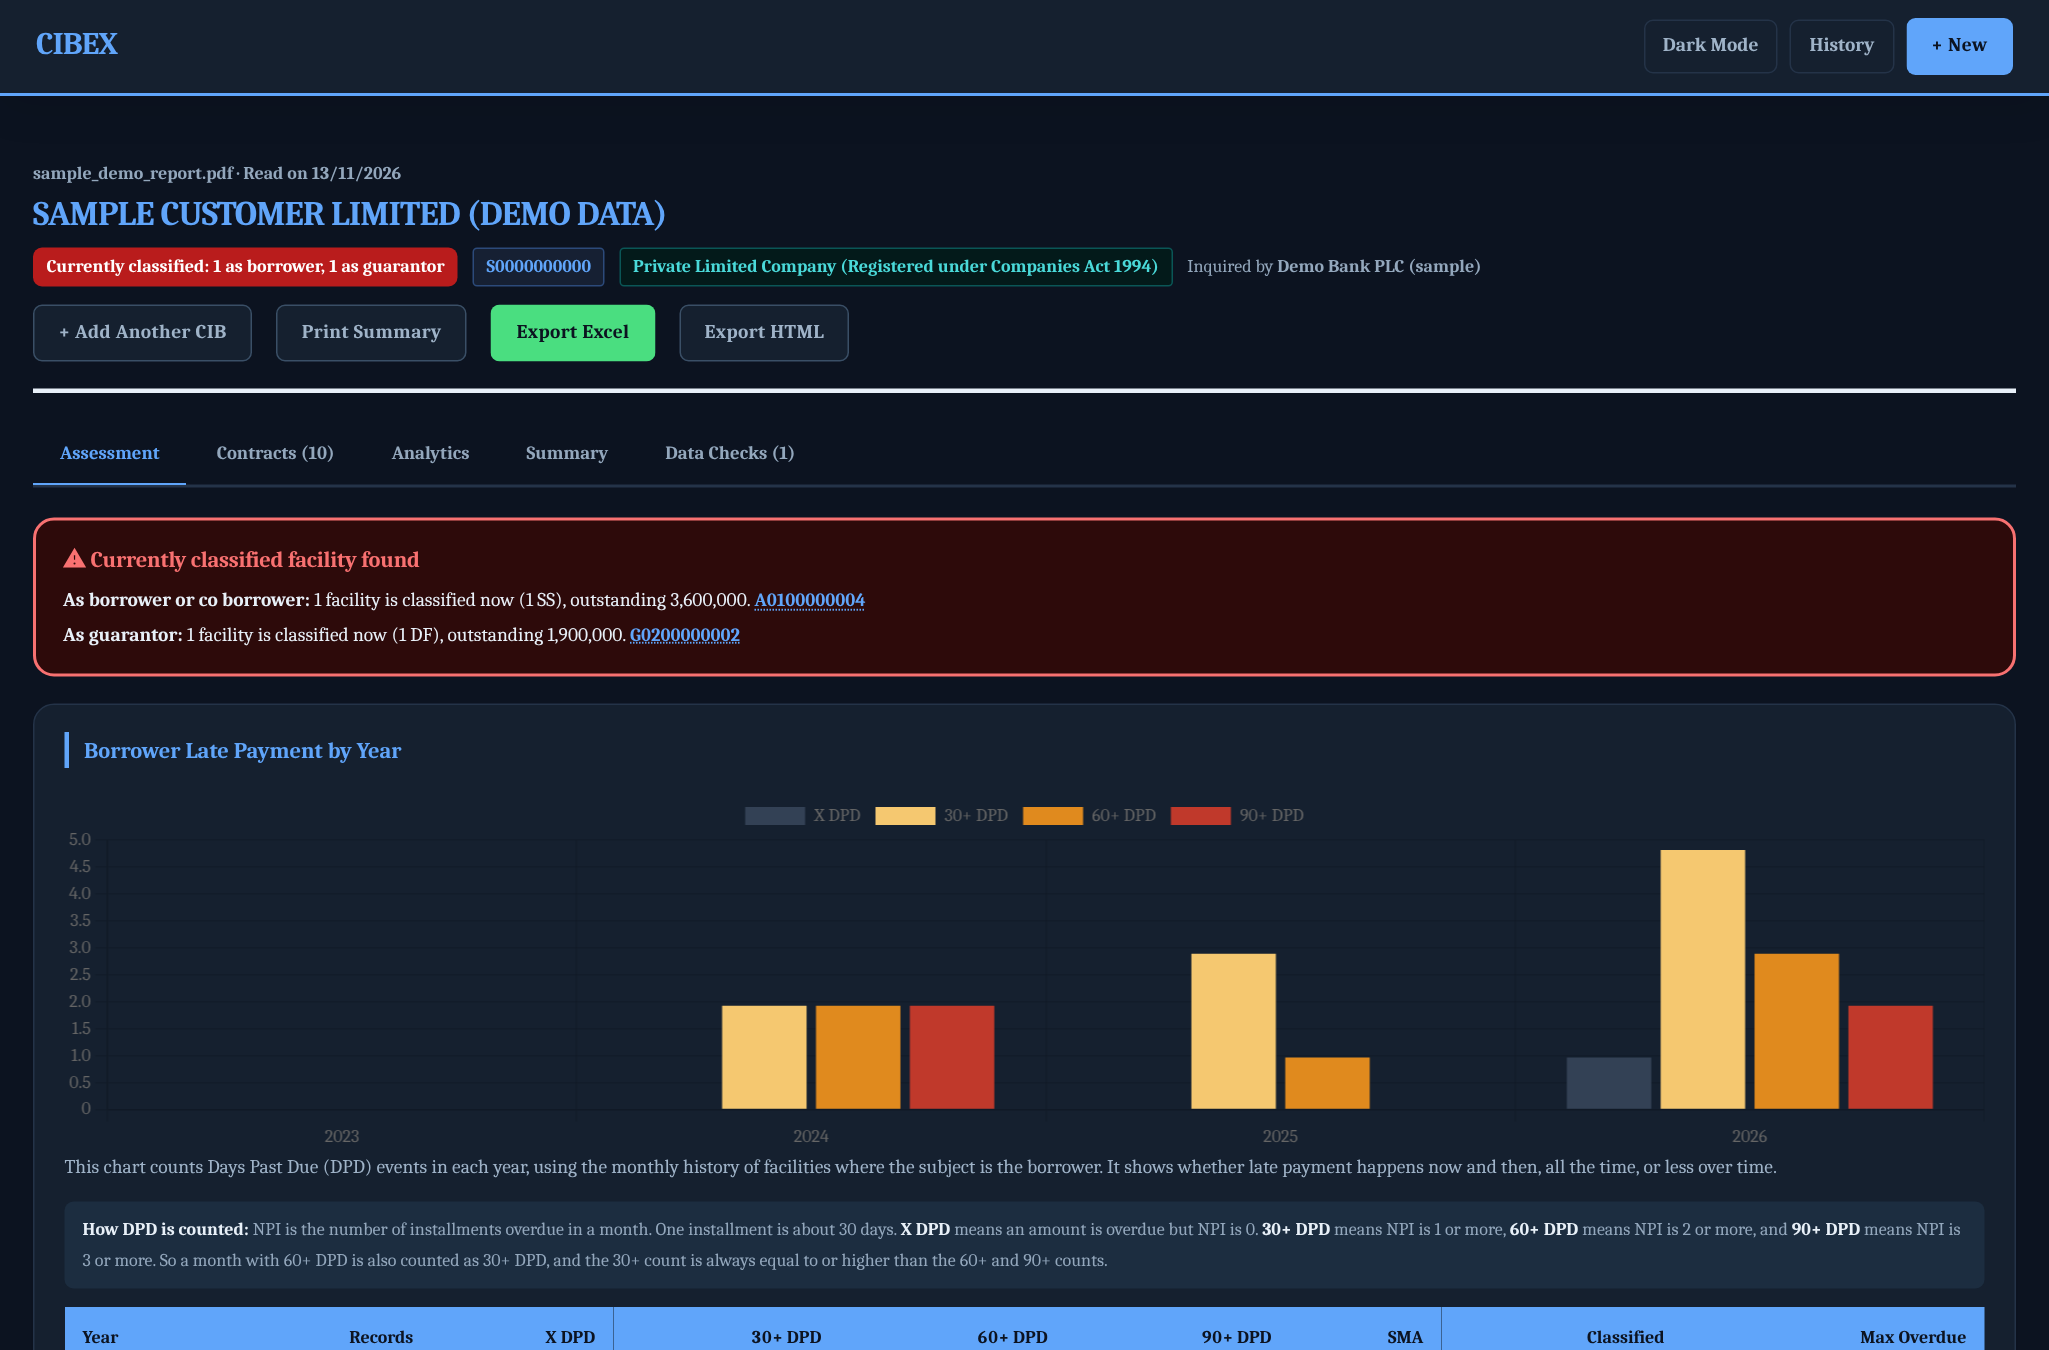 CIBEX
Dark Mode
History
+ New
sample_demo_report.pdf · Read on 13/11/2026
SAMPLE CUSTOMER LIMITED (DEMO DATA)
Currently classified: 1 as borrower, 1 as guarantor
S0000000000
Private Limited Company (Registered under Companies Act 1994)
Inquired by Demo Bank PLC (sample)
+ Add Another CIB
Print Summary
Export Excel
Export HTML
Assessment
Contracts (10)
Analytics
Summary
Data Checks (1)
Currently classified facility found
As borrower or co borrower: 1 facility is classified now (1 SS), outstanding 3,600,000. A0100000004
As guarantor: 1 facility is classified now (1 DF), outstanding 1,900,000. G0200000002
Borrower Late Payment by Year
X DPD
30+ DPD
60+ DPD
90+ DPD
5.0
4.5
4.0
3.5
3.0
2.5
2.0
1.5
1.0
0.5
0
2023
2024
2025
2026
This chart counts Days Past Due (DPD) events in each year, using the monthly history of facilities where the subject is the borrower. It shows whether late payment happens now and then, all the time, or less over time.
How DPD is counted: NPI is the number of installments overdue in a month. One installment is about 30 days. X DPD means an amount is overdue but NPI is 0. 30+ DPD means NPI is 1 or more, 60+ DPD means NPI is 2 or more, and 90+ DPD means NPI is
3 or more. So a month with 60+ DPD is also counted as 30+ DPD, and the 30+ count is always equal to or higher than the 60+ and 90+ counts.
Year
Records
X DPD
30+ DPD
60+ DPD
90+ DPD
SMA
Classified
Max Overdue